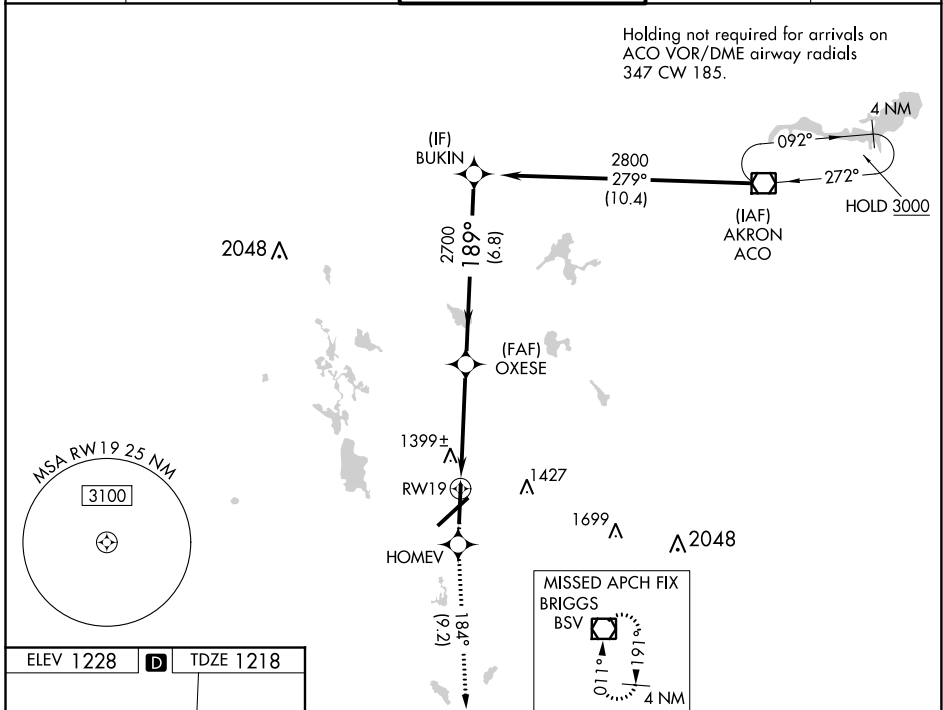 Holding not required for arrivals on
ACO VOR/DME airway radials
347 CW 185.
4 NM
092°
272°
HOLD 3000
(IAF)
AKRON
ACO
2800
279°
(10.4)
(IF)
BUKIN
2700
189°
(6.8)
2048
(FAF)
OXESE
1399±
RW19
1427
1699
2048
HOMEV
184°
(9.2)
MSA RW19 25 NM
3100
MISSED APCH FIX
BRIGGS
BSV
191°
011°
4 NM
ELEV 1228 D TDZE 1218